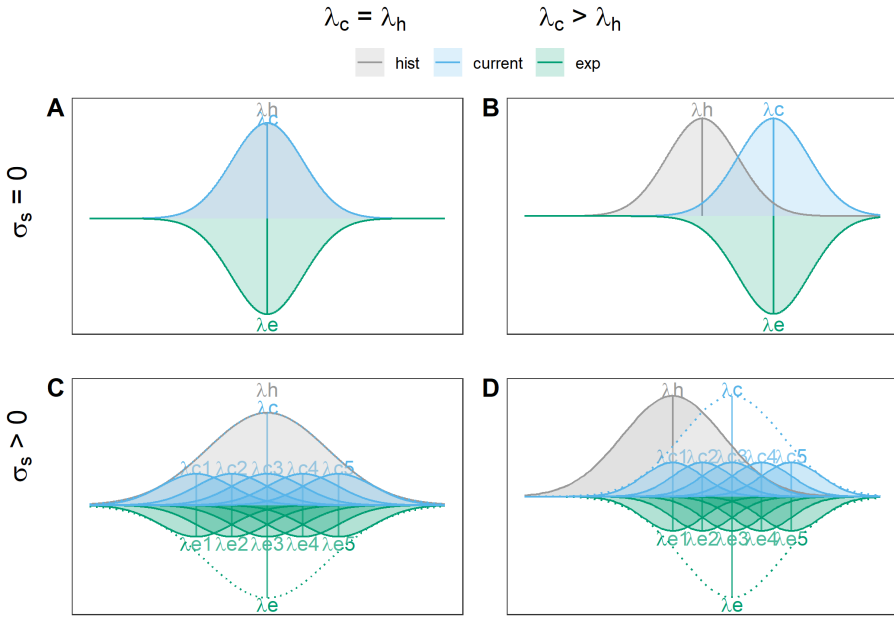 λc = λh
λc > λh
hist current exp
A
λh
λc
λe
B
λh λc
λe
σs = 0
C
λh
λc
λc1 λc2 λc3 λc4 λc5
λe1 λe2 λe3 λe4 λe5
λe
D
λh λc
λc1 λc2 λc3 λc4 λc5
λe1 λe2 λe3 λe4 λe5
λe
σs > 0